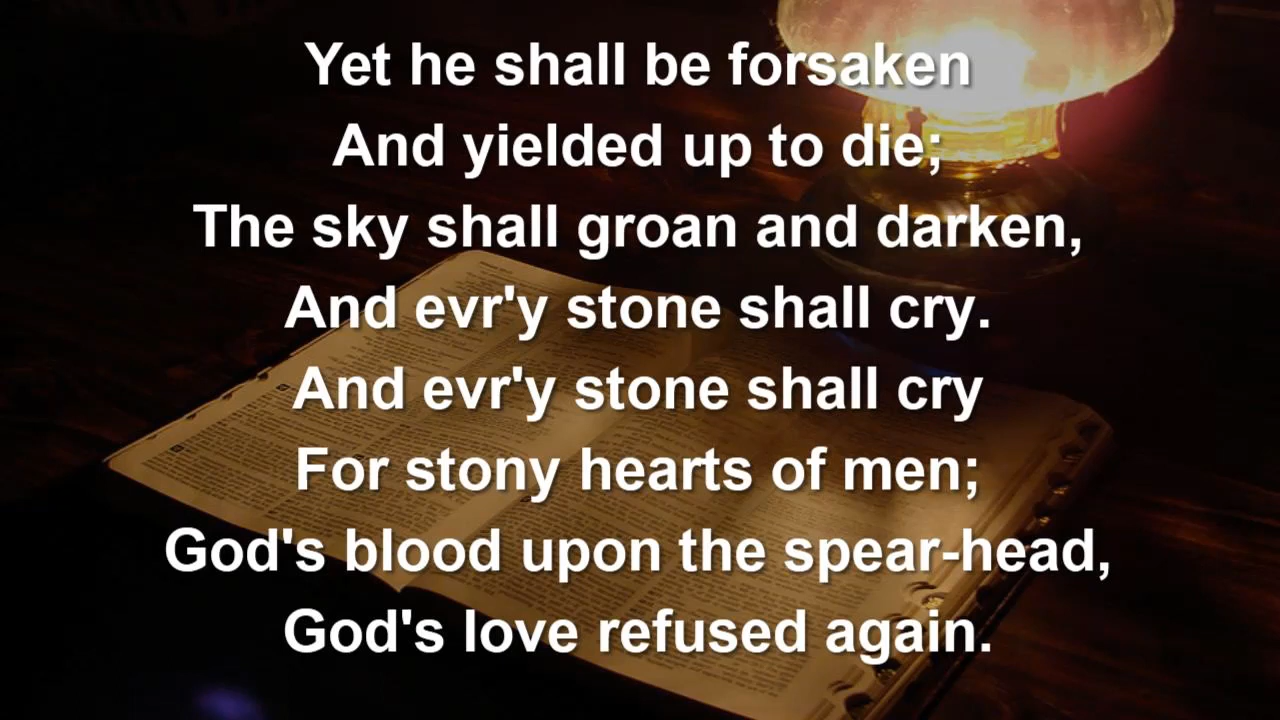 Yet he shall be forsaken
And yielded up to die;
The sky shall groan and darken,
And evr'y stone shall cry.
And evr'y stone shall cry
For stony hearts of men;
God's blood upon the spear-head,
God's love refused again.